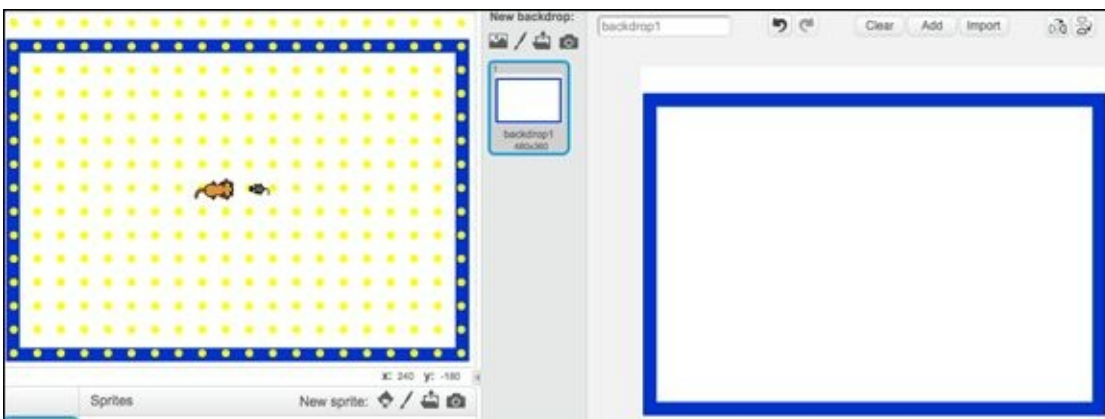 New backdrop:
backdrop1
Clear
Add
Import
1
backdrop1
480x360
x: 240 y: -180
Sprites
New sprite: